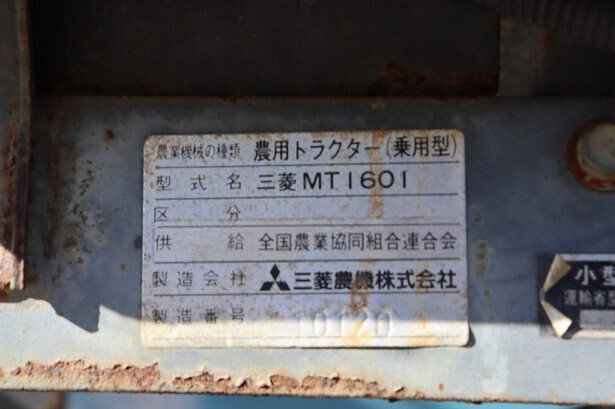 農業機械の種類 農用トラクター(乗用型)
型式名 三菱MT1601
区分
供給 全国農業協同組合連合会
製造会社 三菱農機株式会社
製造番号 10120
小型
運輸省